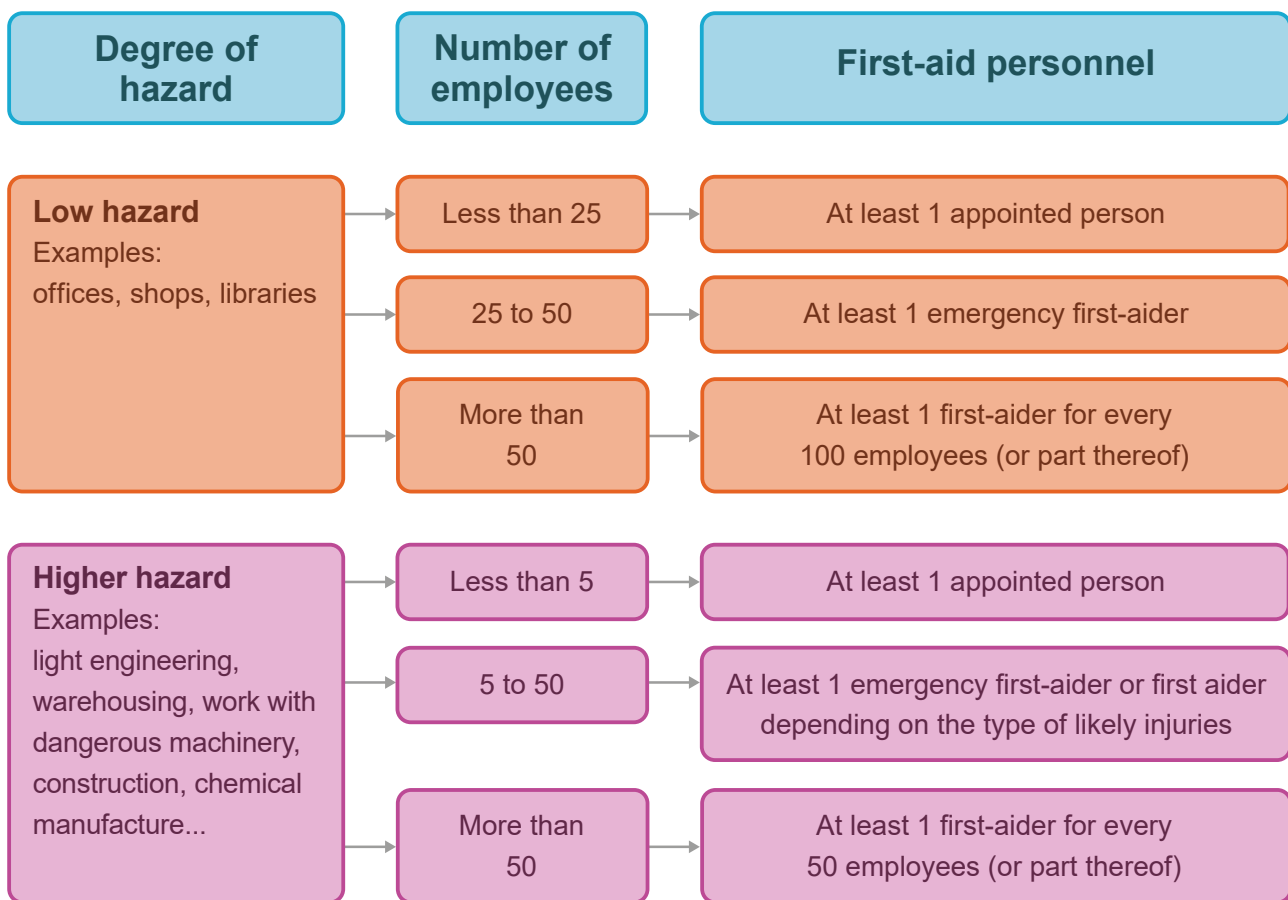 Degree of
hazard
Number of
employees
First-aid personnel
Low hazard
Examples:
offices, shops, libraries
Less than 25
At least 1 appointed person
25 to 50
At least 1 emergency first-aider
More than
50
At least 1 first-aider for every
100 employees (or part thereof)
Higher hazard
Examples:
light engineering,
warehousing, work with
dangerous machinery,
construction, chemical
manufacture...
Less than 5
At least 1 appointed person
5 to 50
At least 1 emergency first-aider or first aider
depending on the type of likely injuries
More than
50
At least 1 first-aider for every
50 employees (or part thereof)